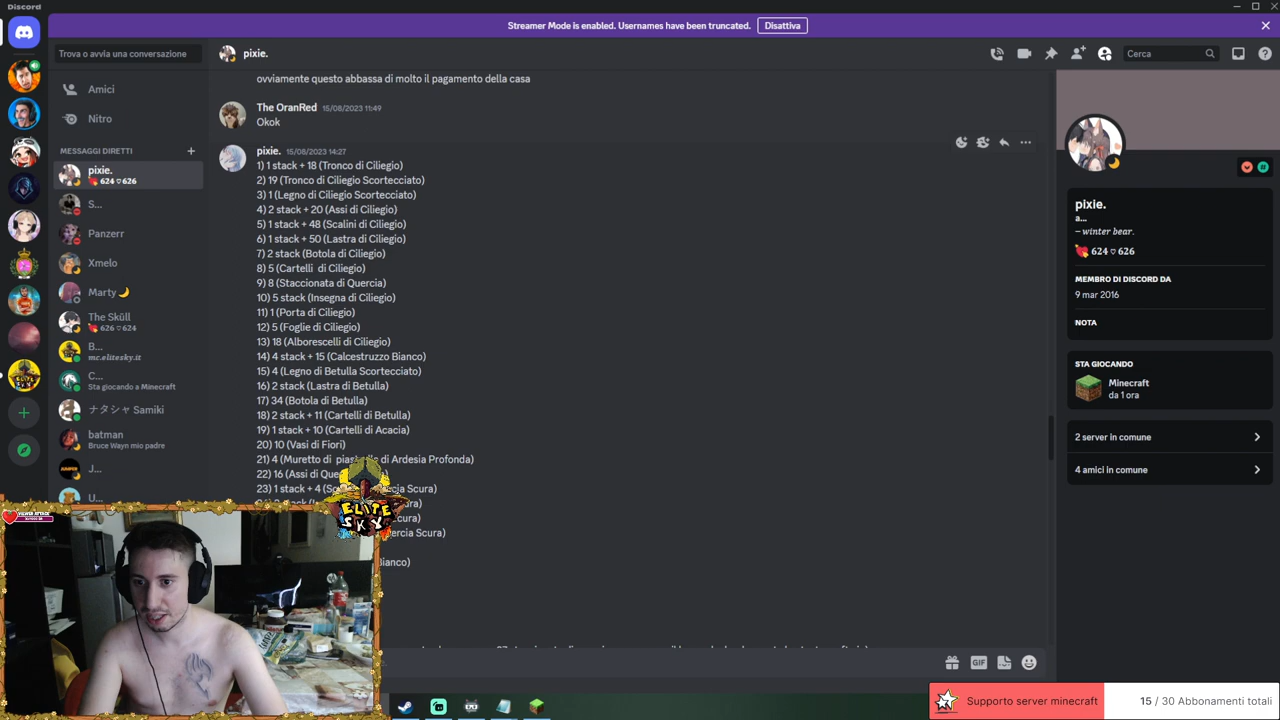 Discord
Streamer Mode is enabled. Usernames have been truncated. Disattiva
Trova o avvia una conversazione
pixie.
Cerca
Amici
Nitro
MESSAGGI DIRETTI
pixie.
624 ♡ 626
S...
Panzerr
Xmelo
Marty 🌙
The Skûll
626 ♡ 624
B...
mc.elitesky.it
C...
Sta giocando a Minecraft
ナタシャ Samiki
batman
Bruce Wayn mio padre
J...
U...
ovviamente questo abbassa di molto il pagamento della casa
The OranRed 15/08/2023 11:49
Okok
pixie. 15/08/2023 14:27
1) 1 stack + 18 (Tronco di Ciliegio)
2) 19 (Tronco di Ciliegio Scortecciato)
3) 1 (Legno di Ciliegio Scortecciato)
4) 2 stack + 20 (Assi di Ciliegio)
5) 1 stack + 48 (Scalini di Ciliegio)
6) 1 stack + 50 (Lastra di Ciliegio)
7) 2 stack (Botola di Ciliegio)
8) 5 (Cartelli di Ciliegio)
9) 8 (Staccionata di Quercia)
10) 5 stack (Insegna di Ciliegio)
11) 1 (Porta di Ciliegio)
12) 5 (Foglie di Ciliegio)
13) 18 (Alborescelli di Ciliegio)
14) 4 stack + 15 (Calcestruzzo Bianco)
15) 4 (Legno di Betulla Scorteciato)
16) 2 stack (Lastra di Betulla)
17) 34 (Botola di Betulla)
18) 2 stack + 11 (Cartelli di Betulla)
19) 1 stack + 10 (Cartelli di Acacia)
20) 10 (Vasi di Fiori)
21) 4 (Muretto di di Ardesia Profonda)
22) 16 (Assi di
23) 1 stack + 4 Scura)
ercia Scura)
Bianco)
ELITE
SKY
pixie.
a...
– winter bear.
624 ♡ 626
MEMBRO DI DISCORD DA
9 mar 2016
NOTA
STA GIOCANDO
Minecraft
da 1 ora
2 server in comune
4 amici in comune
GIF
Supporto server minecraft 15 / 30 Abbonamenti totali